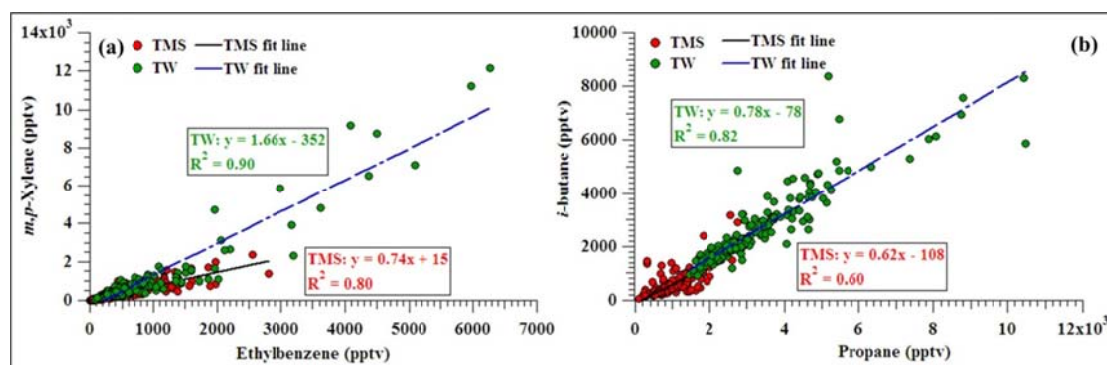 14x10³
12
10
8
6
4
2
0
(a)
TMS
TMS fit line
TW
TW fit line
TW: y = 1.66x - 352
R² = 0.90
TMS: y = 0.74x + 15
R² = 0.80
m,p-Xylene (pptv)
0
1000
2000
3000
4000
5000
6000
7000
Ethylbenzene (pptv)
10000
8000
6000
4000
2000
0
(b)
TMS
TMS fit line
TW
TW fit line
TW: y = 0.78x - 78
R² = 0.82
TMS: y = 0.62x - 108
R² = 0.60
i-butane (pptv)
0
2
4
6
8
10
12x10³
Propane (pptv)